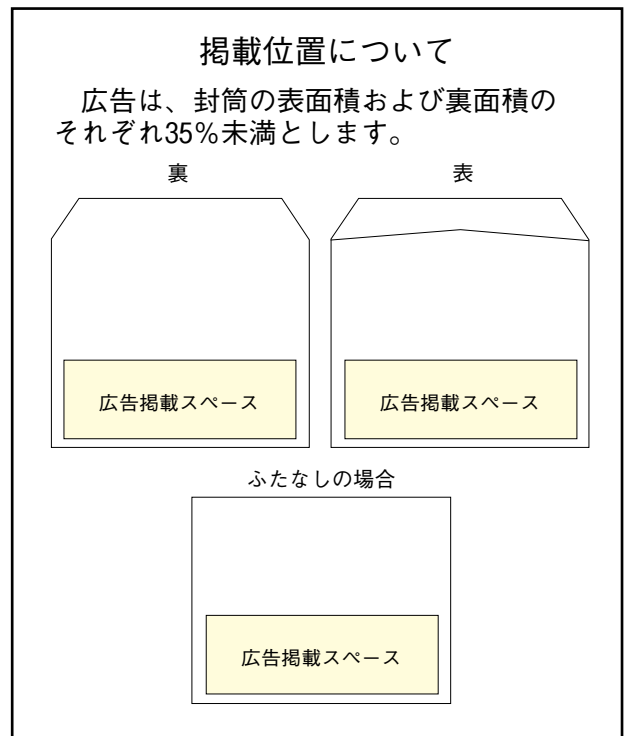 掲載位置について
広告は、封筒の表面積および裏面積の
それぞれ35%未満とします。
裏
表
広告掲載スペース
広告掲載スペース
ふたなしの場合
広告掲載スペース